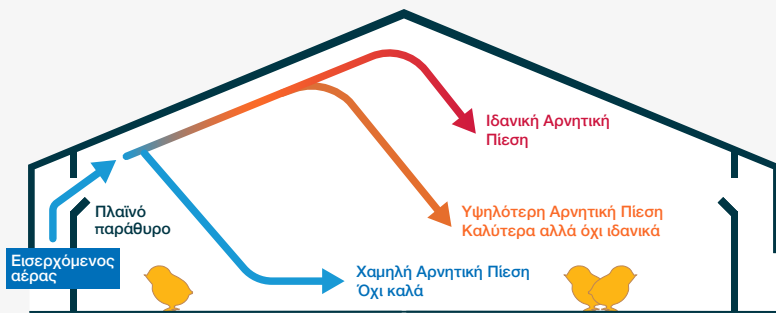 Ιδανική Αρνητική
Πίεση
Πλαϊνό
παράθυρο
Υψηλότερη Αρνητική Πίεση
Καλύτερα αλλά όχι ιδανικά
Εισερχόμενος
αέρας
Χαμηλή Αρνητική Πίεση
Όχι καλά